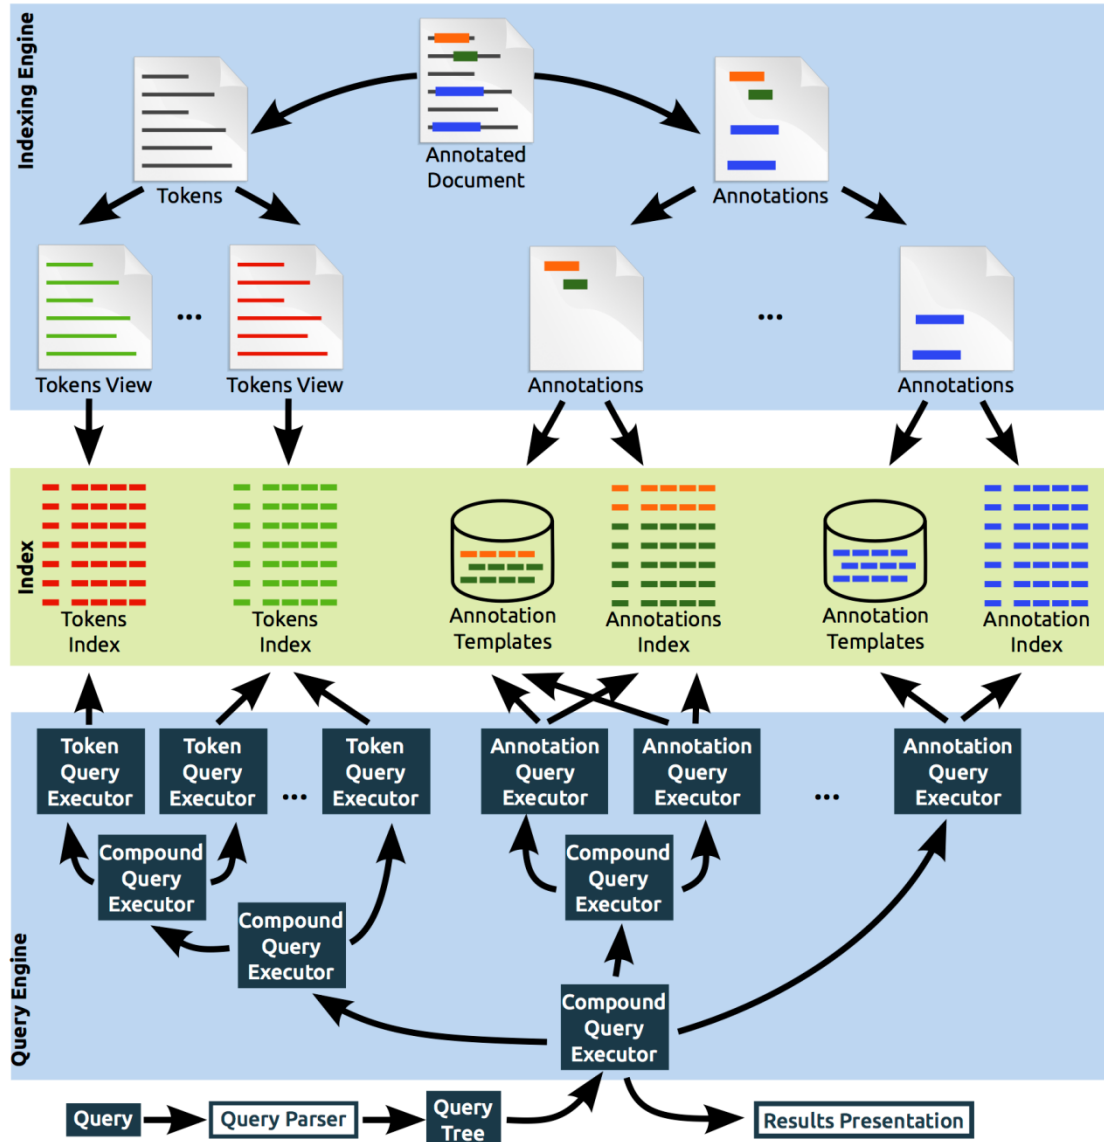 Indexing Engine
Annotated
Document
Tokens
Annotations
Tokens View
...
Tokens View
Annotations
...
Annotations
Index
Tokens
Index
Tokens
Index
Annotation
Templates
Annotations
Index
Annotation
Templates
Annotation
Index
Query Engine
Token
Query
Executor
Token
Query
Executor
...
Token
Query
Executor
Annotation
Query
Executor
Annotation
Query
Executor
...
Annotation
Query
Executor
Compound
Query
Executor
Compound
Query
Executor
Compound
Query
Executor
Compound
Query
Executor
Query
Query Parser
Query
Tree
Results Presentation